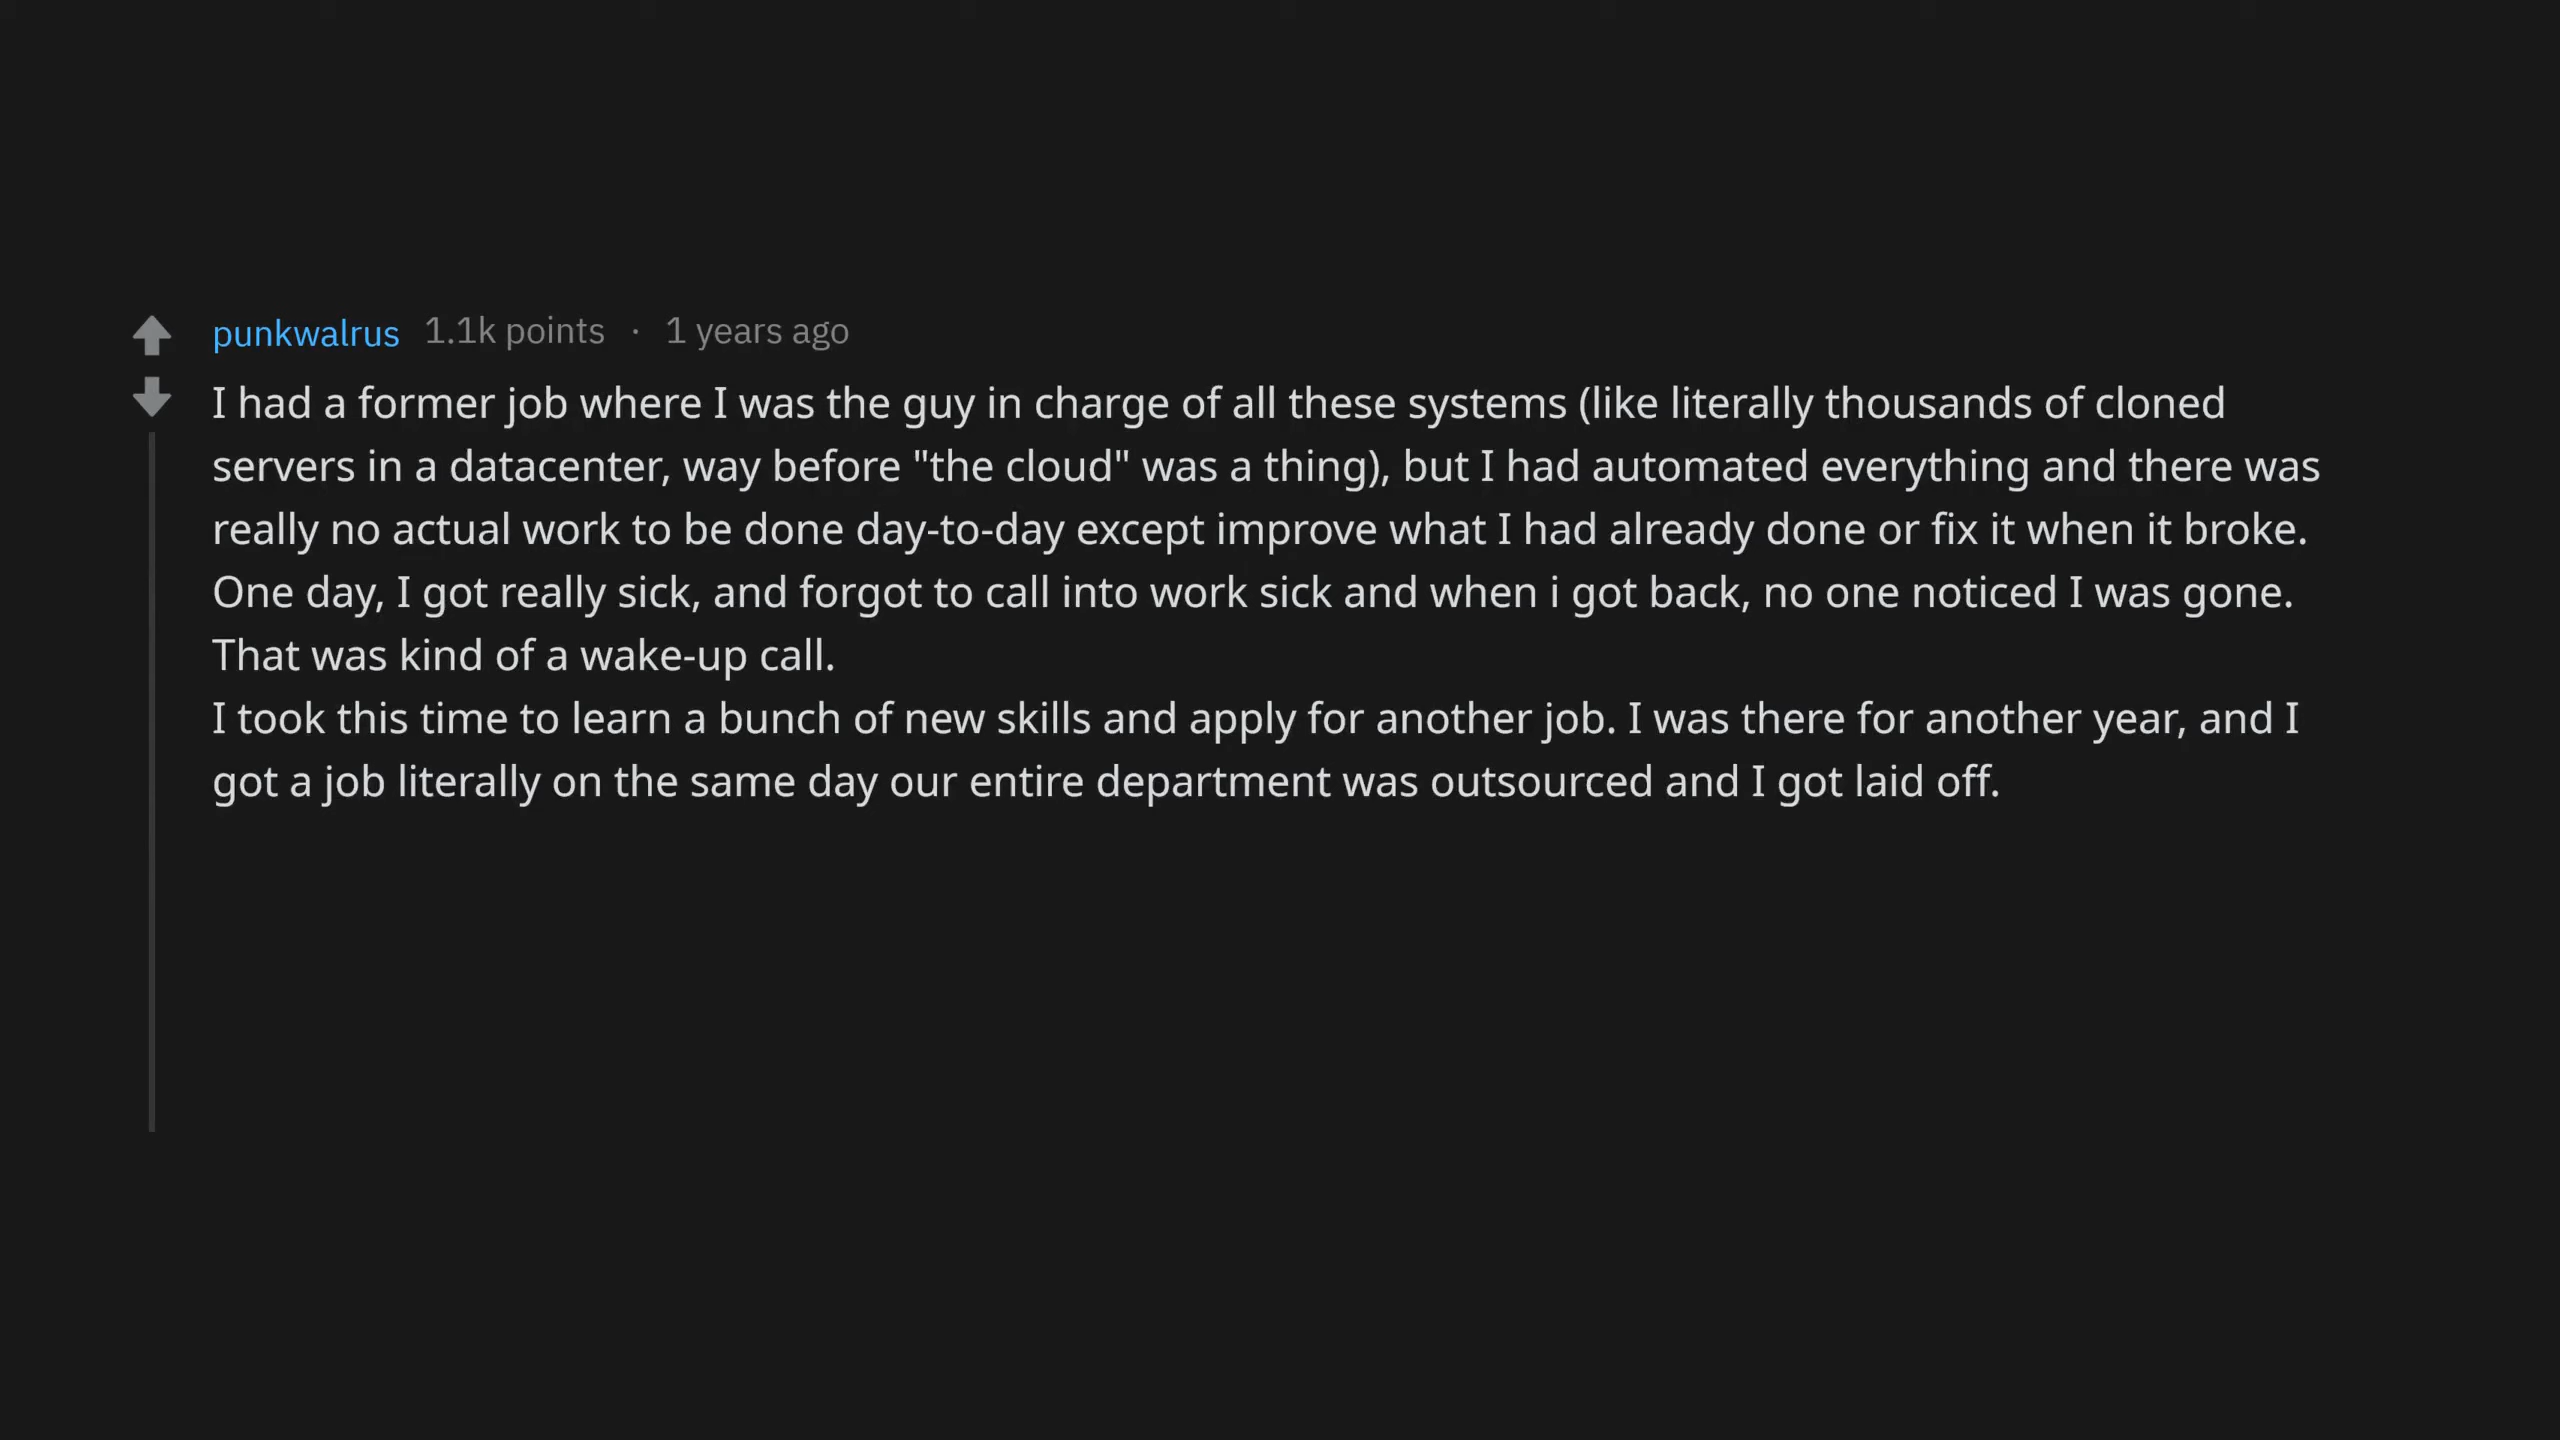 punkwalrus 1.1k points · 1 years ago
I had a former job where I was the guy in charge of all these systems (like literally thousands of cloned
servers in a datacenter, way before "the cloud" was a thing), but I had automated everything and there was
really no actual work to be done day-to-day except improve what I had already done or fix it when it broke.
One day, I got really sick, and forgot to call into work sick and when i got back, no one noticed I was gone.
That was kind of a wake-up call.
I took this time to learn a bunch of new skills and apply for another job. I was there for another year, and I
got a job literally on the same day our entire department was outsourced and I got laid off.